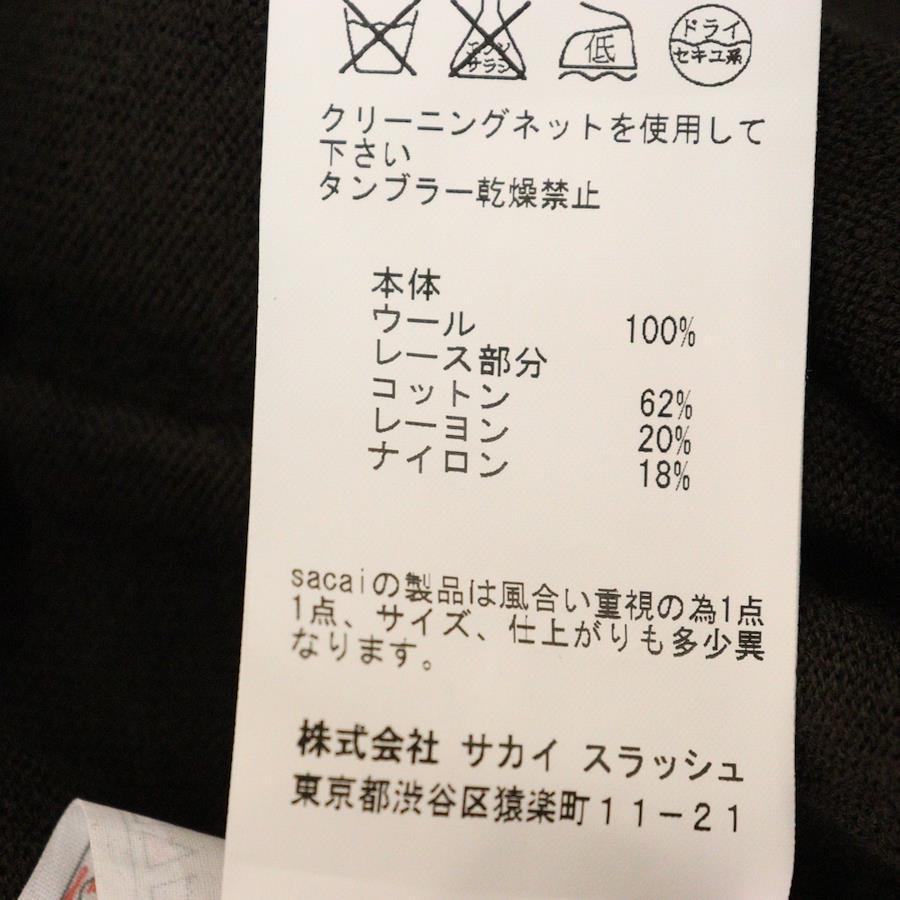 低
ドライ
セキユ系
クリーニングネットを使用して
下さい
タンブラー乾燥禁止
本体
ウール 100%
レース部分
コットン 62%
レーヨン 20%
ナイロン 18%
sacaiの製品は風合い重視の為1点
1点、サイズ、仕上がりも多少異
なります。
株式会社 サカイ スラッシュ
東京都渋谷区猿楽町11-21